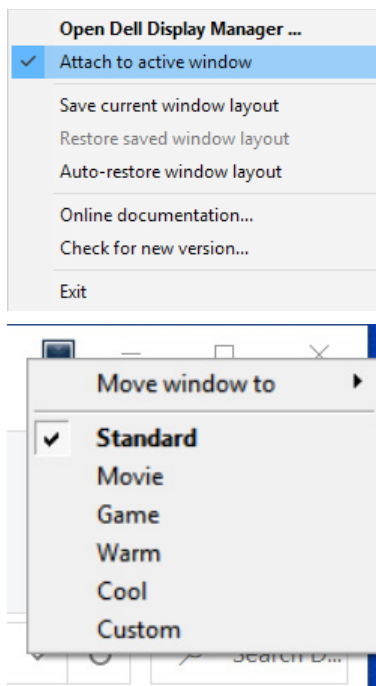 Open Dell Display Manager ...
Attach to active window
Save current window layout
Restore saved window layout
Auto-restore window layout
Online documentation...
Check for new version...
Exit
Move window to
Standard
Movie
Game
Warm
Cool
Custom
Search D...